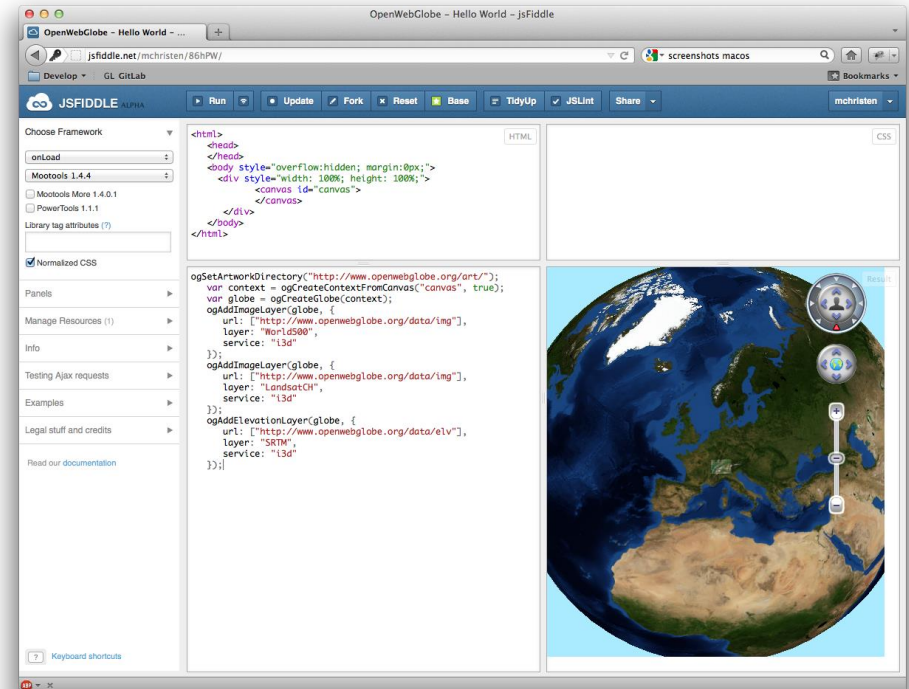 OpenWebGlobe - Hello World - jsFiddle
OpenWebGlobe - Hello World - ...
jsfiddle.net/mchristen/86hPW/
screenshots macos
Develop
GL GitLab
Bookmarks
JSFIDDLE ALPHA
Run
Update
Fork
Reset
Base
TidyUp
JSLint
Share
mchristen
Choose Framework
onLoad
Mootools 1.4.4
Mootools More 1.4.0.1
PowerTools 1.1.1
Library tag attributes (?)
Normalized CSS
Panels
Manage Resources (1)
Info
Testing Ajax requests
Examples
Legal stuff and credits
Read our documentation
? Keyboard shortcuts
HTML
<html>
<head>
</head>
<body style="overflow:hidden; margin:0px;">
<div style="width: 100%; height: 100%;">
<canvas id="canvas">
</canvas>
</div>
</body>
</html>
CSS
ogSetArtworkDirectory("http://www.openwebglobe.org/art/");
var context = ogCreateContextFromCanvas("canvas", true);
var globe = ogCreateGlobe(context);
ogAddImageLayer(globe, {
url: ["http://www.openwebglobe.org/data/img"],
layer: "World500",
service: "i3d"
});
ogAddImageLayer(globe, {
url: ["http://www.openwebglobe.org/data/img"],
layer: "LandsatCH",
service: "i3d"
});
ogAddElevationLayer(globe, {
url: ["http://www.openwebglobe.org/data/elv"],
layer: "SRTM",
service: "i3d"
});
Result